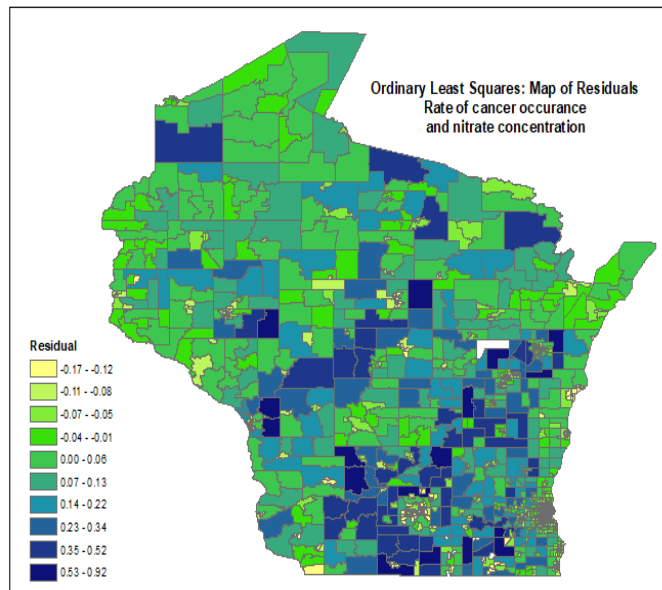 Ordinary Least Squares: Map of Residuals
Rate of cancer occurance
and nitrate concentration
Residual
-0.17 - -0.12
-0.11 - -0.08
-0.07 - -0.05
-0.04 - -0.01
0.00 - 0.06
0.07 - 0.13
0.14 - 0.22
0.23 - 0.34
0.35 - 0.52
0.53 - 0.92